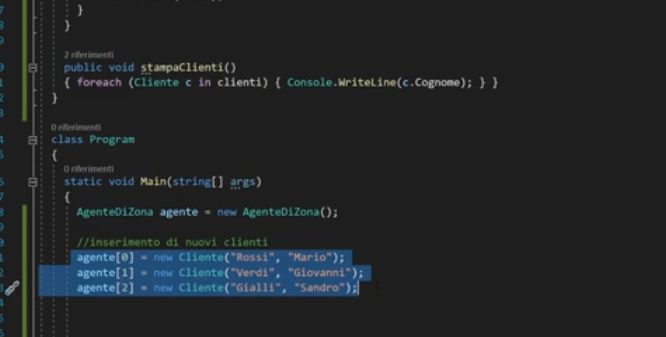 }
}
2 riferimenti
public void stampaClienti()
{ foreach (Cliente c in clienti) { Console.WriteLine(c.Cognome); } }
}
0 riferimenti
class Program
{
0 riferimenti
static void Main(string[] args)
{
AgenteDiZona agente = new AgenteDiZona();
//inserimento di nuovi clienti
agente[0] = new Cliente("Rossi", "Mario");
agente[1] = new Cliente("Verdi", "Giovanni");
agente[2] = new Cliente("Gialli", "Sandro");